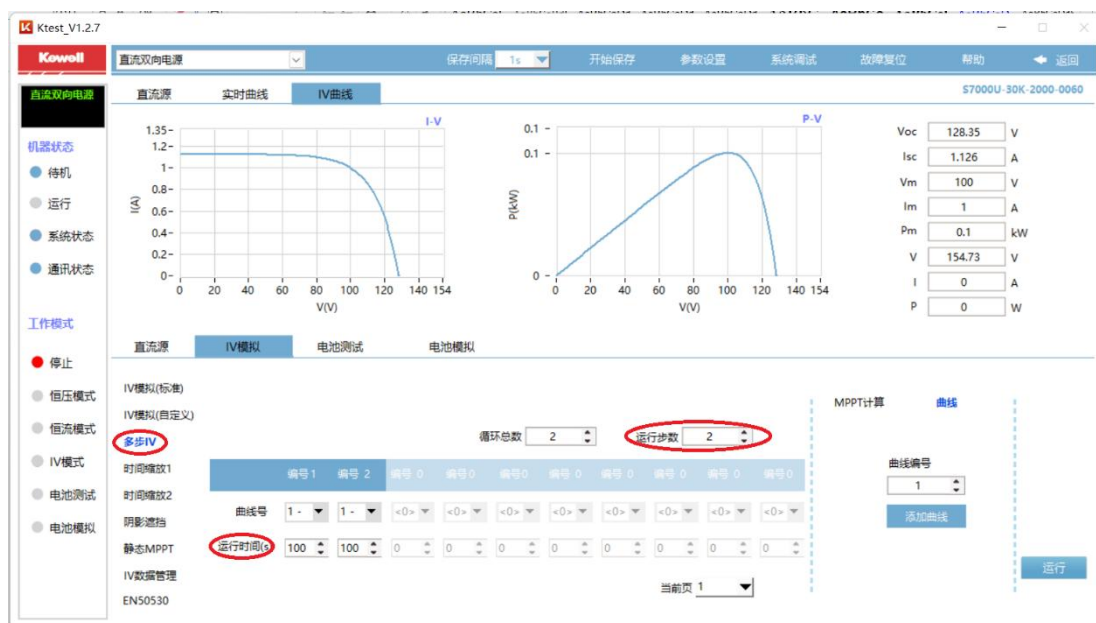 Ktest_V1.2.7
Kewell
直流双向电源
保存间隔 1s 开始保存 参数设置 系统调试 故障复位 帮助 返回
直流双向电源
直流源 实时曲线 IV曲线
S7000U-30K-2000-0060
机器状态
待机
运行
系统状态
通讯状态
工作模式
停止
恒压模式
恒流模式
IV模式
电池测试
电池模拟
I-V
1.35
1.2
1
0.8
0.6
0.4
0.2
0
I(A)
0 20 40 60 80 100 120 140 154
V(V)
P-V
0.1
0.1
0
P(kW)
0 20 40 60 80 100 120 140 154
V(V)
Voc 128.35 V
Isc 1.126 A
Vm 100 V
Im 1 A
Pm 0.1 kW
V 154.73 V
I 0 A
P 0 W
直流源 IV模拟 电池测试 电池模拟
IV模拟(标准)
IV模拟(自定义)
多步IV
时间缩放1
时间缩放2
阴影遮挡
静态MPPT
IV数据管理
EN50530
循环总数 2 运行步数 2
编号1 编号 2 编号 0 编号0 编号0 编号 0 编号 0 编号 0 编号 0 编号0
曲线号 1 - 1 - <0> <0> <0> <0> <0> <0> <0> <0>
运行时间(s) 100 100 0 0 0 0 0 0 0 0
当前页 1
MPPT计算 曲线
曲线编号
1
添加曲线
运行